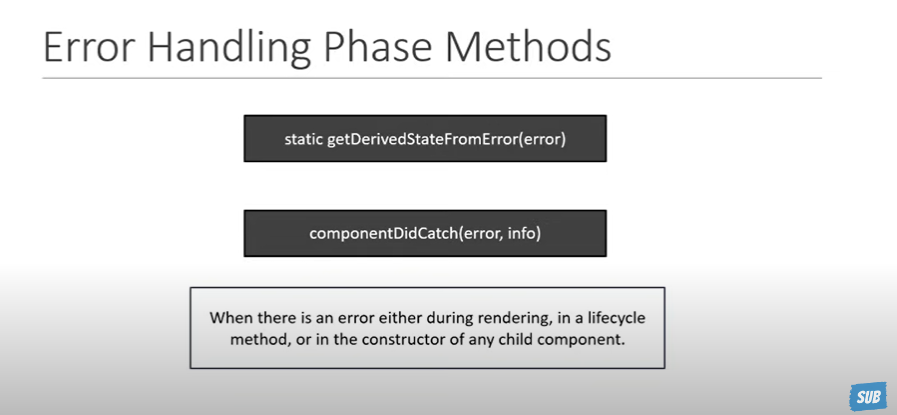 Error Handling Phase Methods
static getDerivedStateFromError(error)
componentDidCatch(error, info)
When there is an error either during rendering, in a lifecycle
method, or in the constructor of any child component.
SUB